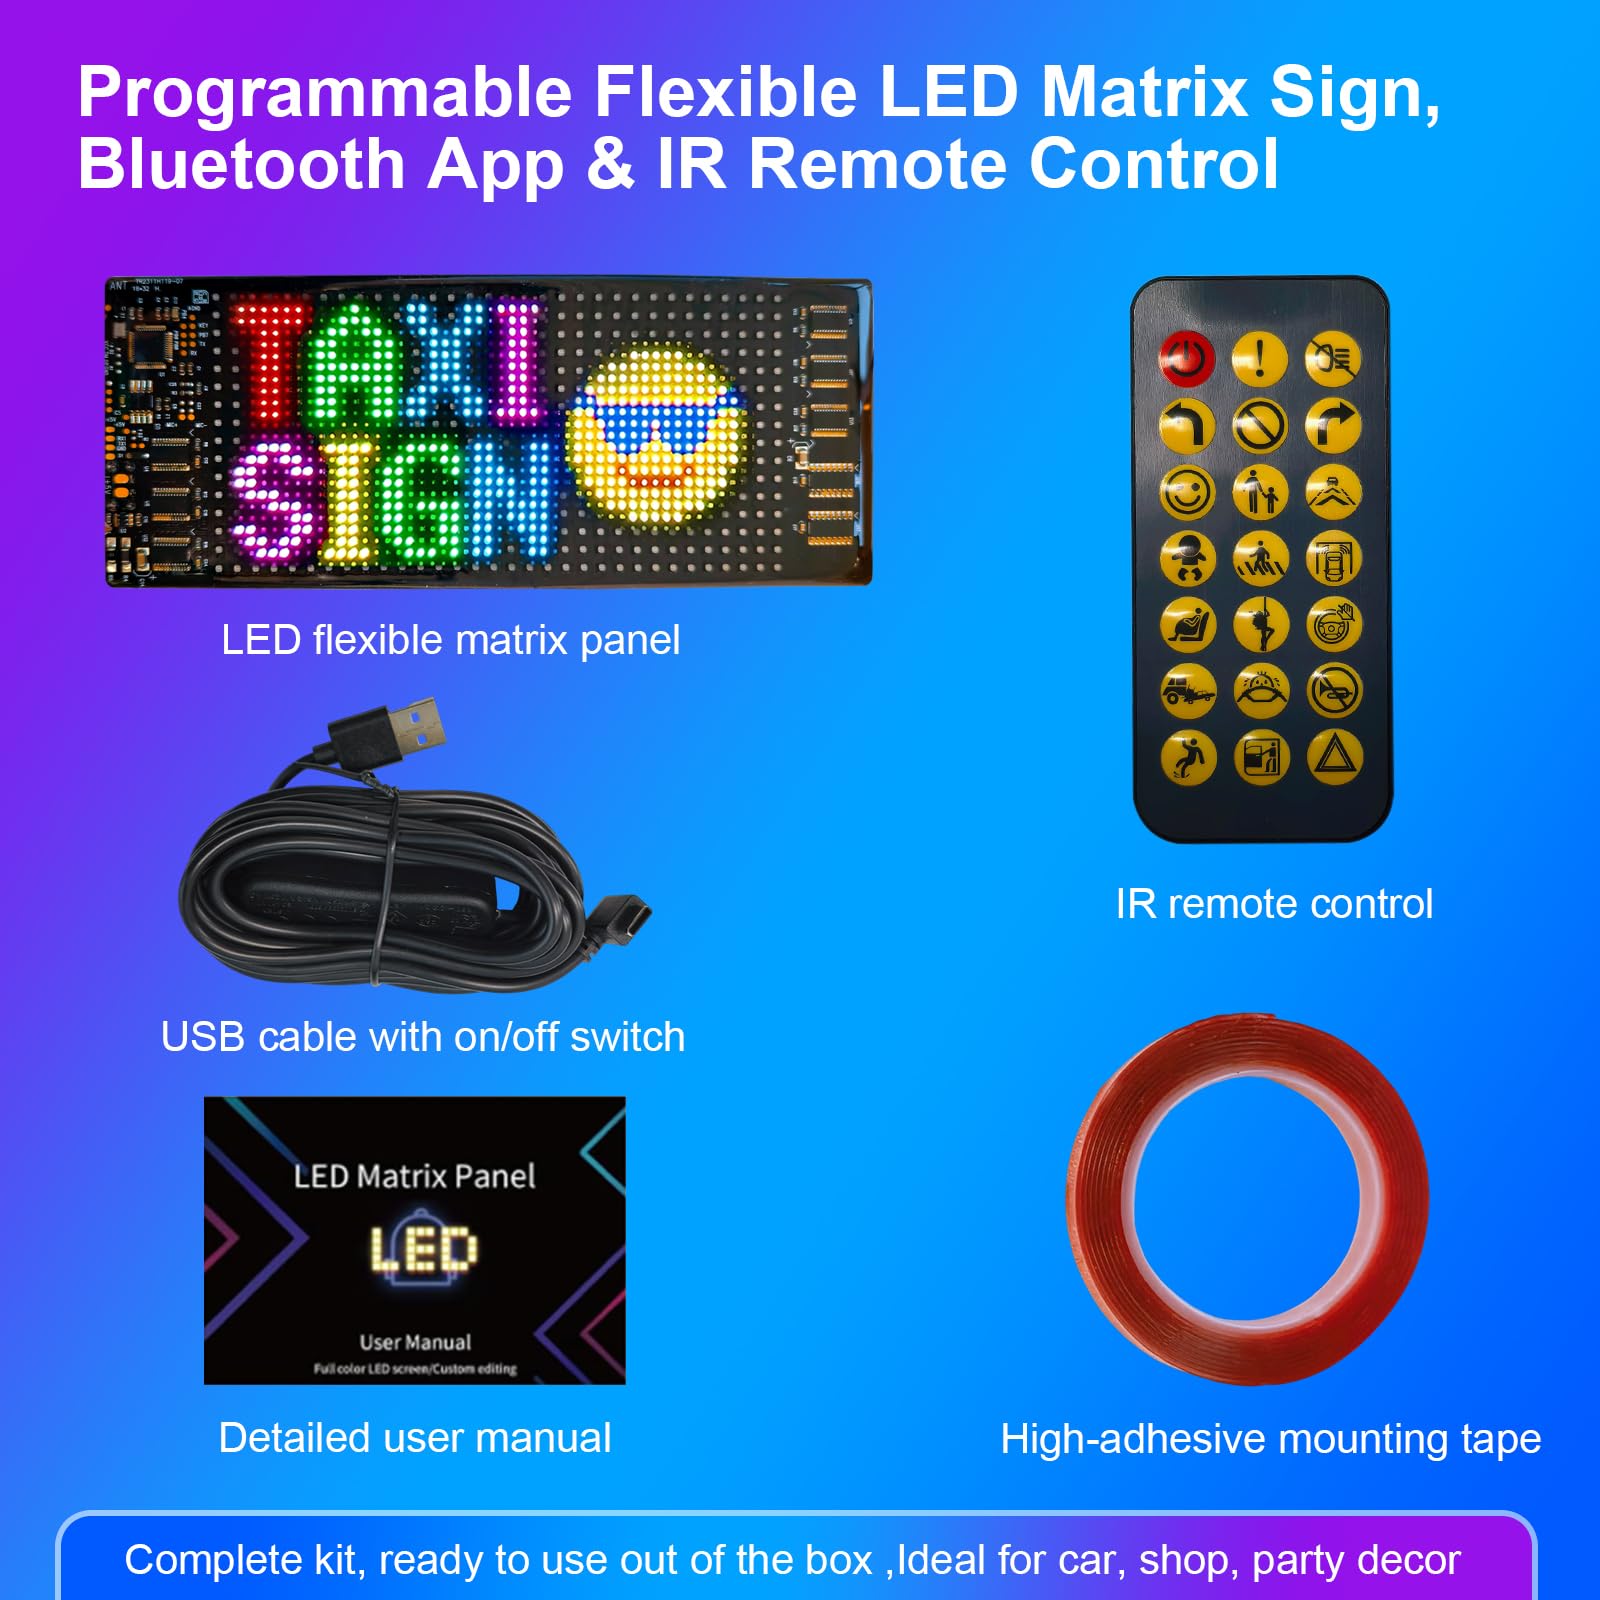 Programmable Flexible LED Matrix Sign,
Bluetooth App & IR Remote Control
ANT
TAXI
SIGN
LED flexible matrix panel
IR remote control
USB cable with on/off switch
LED Matrix Panel
LED
User Manual
Full color LED screen/Custom editing
Detailed user manual
High-adhesive mounting tape
Complete kit, ready to use out of the box ,Ideal for car, shop, party decor